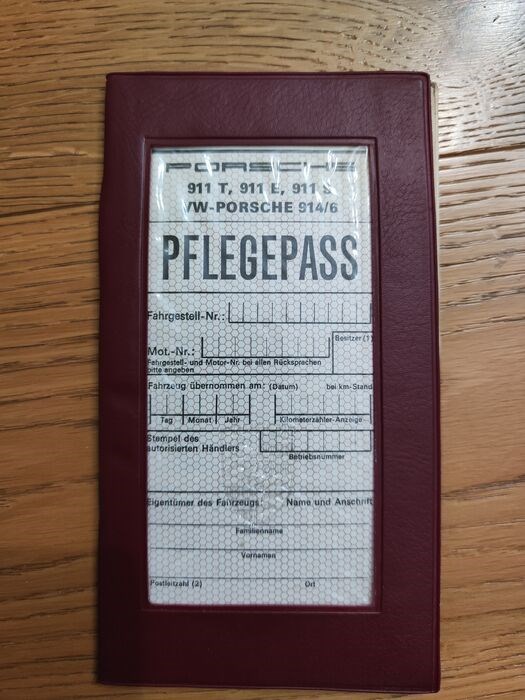 PORSCHE
911 T, 911 E, 911 S
VW-PORSCHE 914/6
PFLEGEPASS
Fahrgestell-Nr.:
Besitzer (1)
Mot.-Nr.:
Fahrgestell- und Motor-Nr. bei allen Rücksprachen
bitte angeben
Fahrzeug übernommen am: (Datum) bei km-Stand
Tag Monat Jahr Kilometerzähler-Anzeige
Stempel des
autorisierten Händlers
Betriebsnummer
Eigentümer des Fahrzeugs: Name und Anschrift
Familienname
Vornamen
Postleitzahl (2) Ort